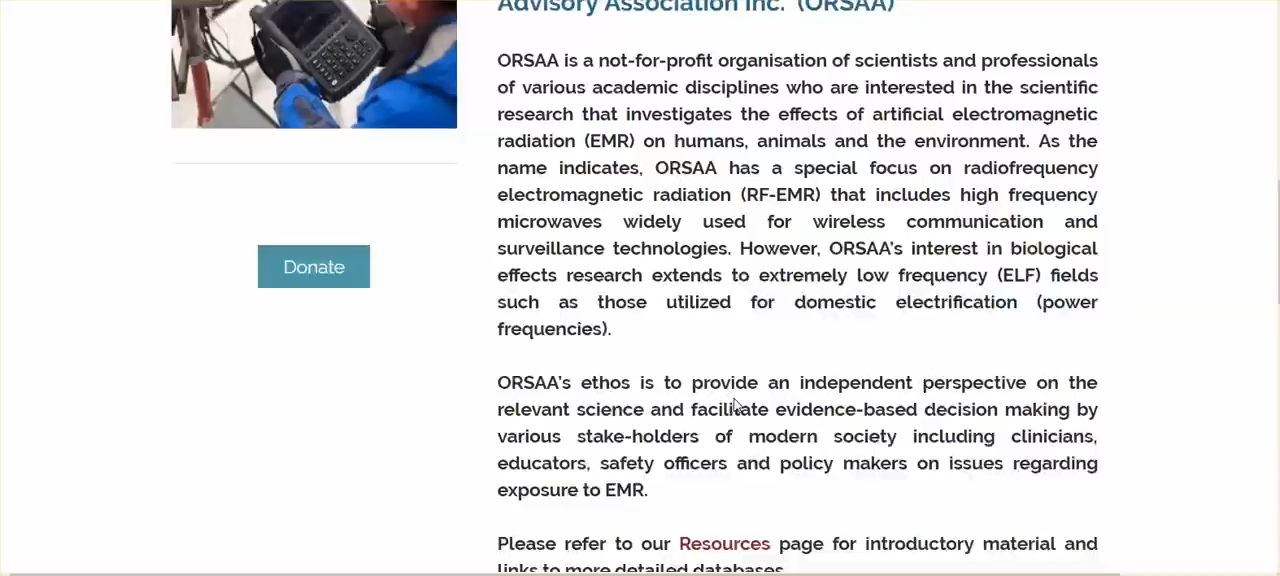 Advisory Association Inc. (ORSAA)
ORSAA is a not-for-profit organisation of scientists and professionals
of various academic disciplines who are interested in the scientific
research that investigates the effects of artificial electromagnetic
radiation (EMR) on humans, animals and the environment. As the
name indicates, ORSAA has a special focus on radiofrequency
electromagnetic radiation (RF-EMR) that includes high frequency
microwaves widely used for wireless communication and
surveillance technologies. However, ORSAA's interest in biological
effects research extends to extremely low frequency (ELF) fields
such as those utilized for domestic electrification (power
frequencies).
Donate
ORSAA's ethos is to provide an independent perspective on the
relevant science and facilitate evidence-based decision making by
various stake-holders of modern society including clinicians,
educators, safety officers and policy makers on issues regarding
exposure to EMR.
Please refer to our Resources page for introductory material and
links to more detailed databases